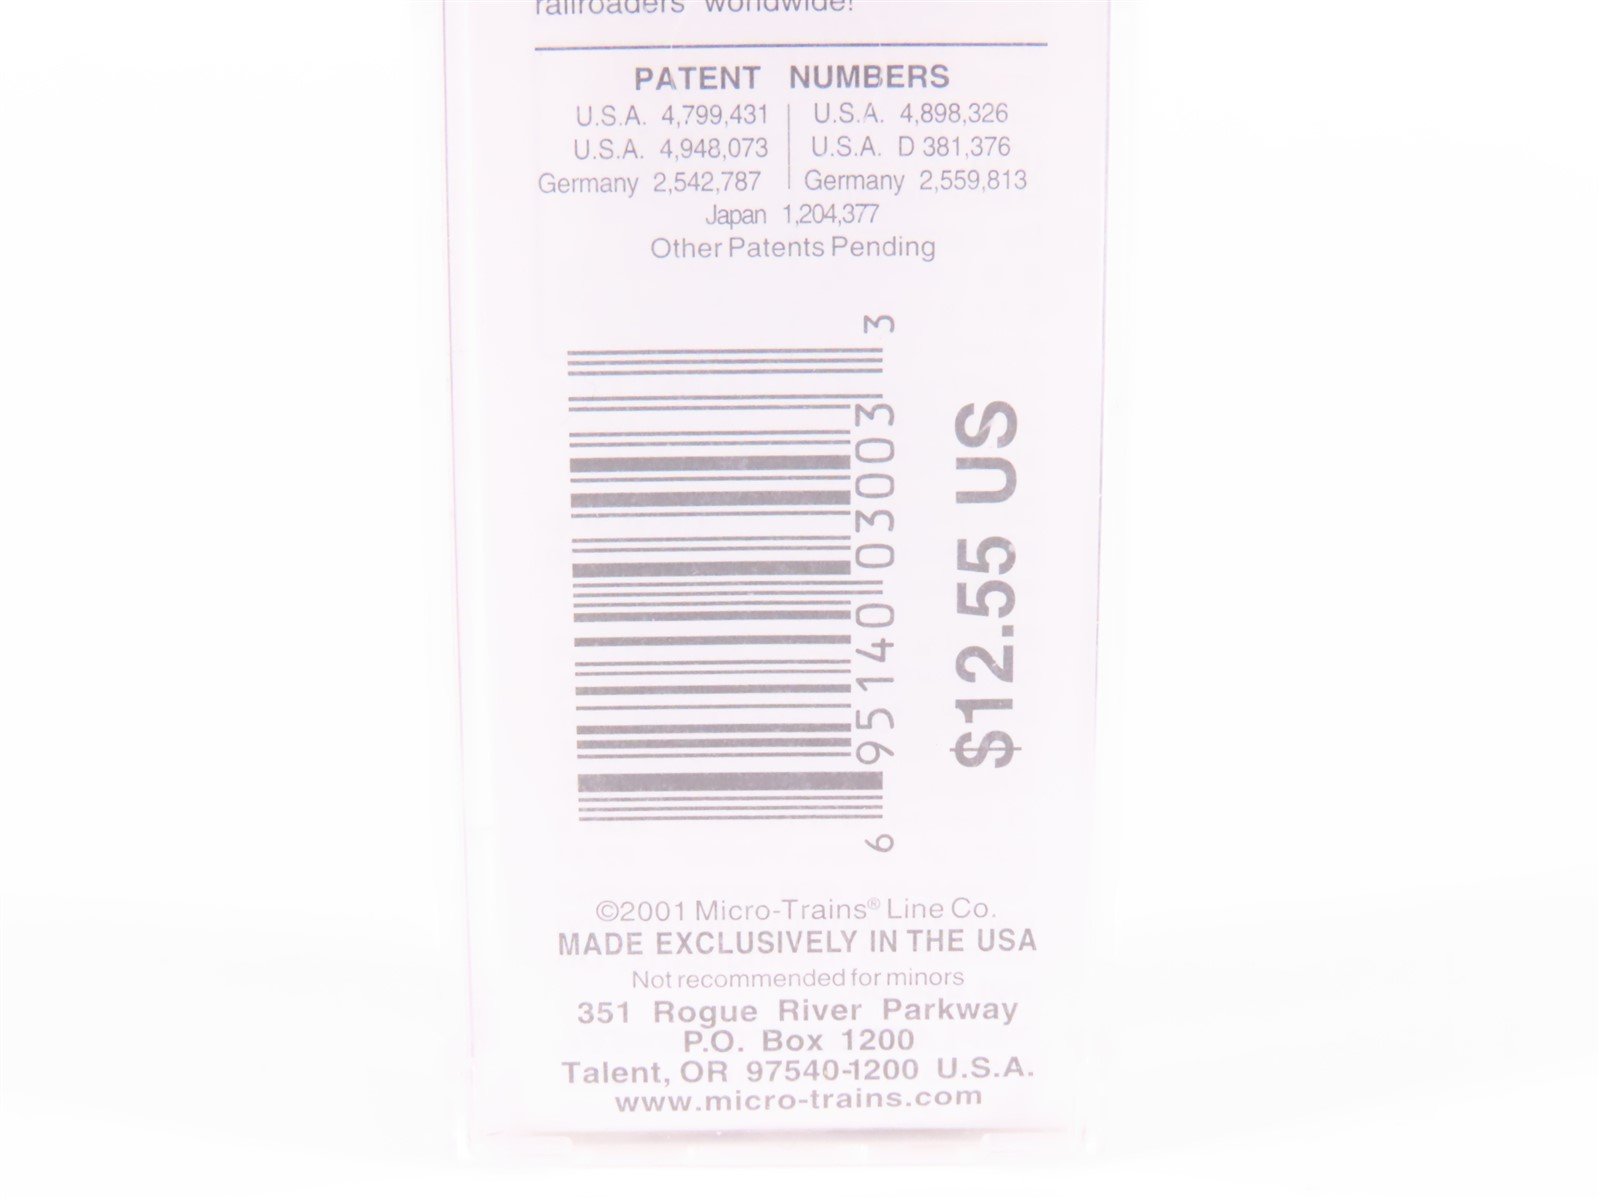 railroaders worldwide!
PATENT NUMBERS
U.S.A. 4,799,431 | U.S.A. 4,898,326
U.S.A. 4,948,073 | U.S.A. D 381,376
Germany 2,542,787 | Germany 2,559,813
Japan 1,204,377
Other Patents Pending
6 95140 03003 3
$12.55 US
©2001 Micro-Trains® Line Co.
MADE EXCLUSIVELY IN THE USA
Not recommended for minors
351 Rogue River Parkway
P.O. Box 1200
Talent, OR 97540-1200 U.S.A.
www.micro-trains.com